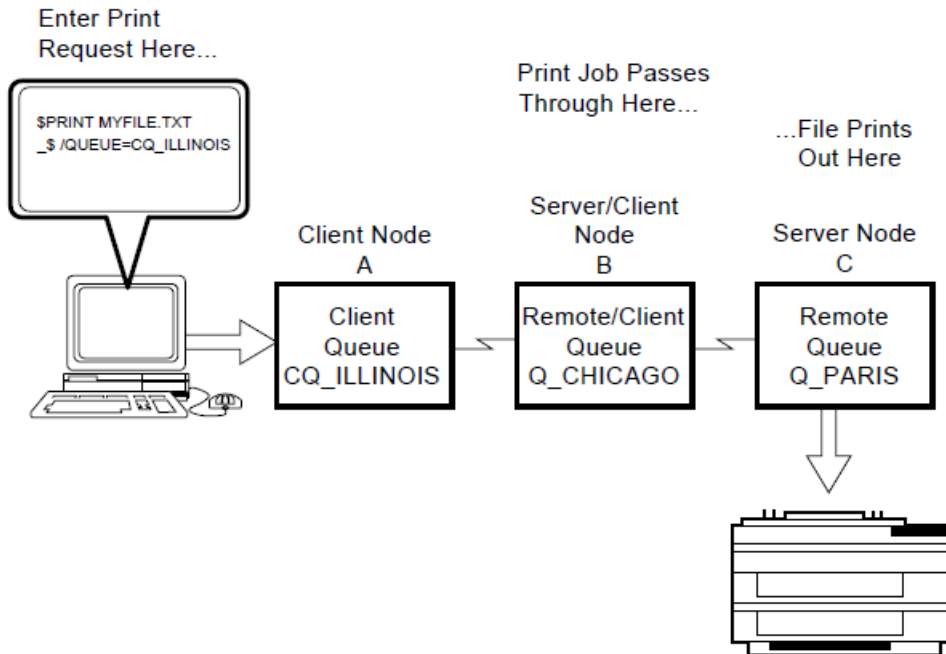 Enter Print
Request Here...
$PRINT MYFILE.TXT
_$ /QUEUE=CQ_ILLINOIS
Print Job Passes
Through Here...
...File Prints
Out Here
Client Node
A
Client
Queue
CQ_ILLINOIS
Server/Client
Node
B
Remote/Client
Queue
Q_CHICAGO
Server Node
C
Remote
Queue
Q_PARIS